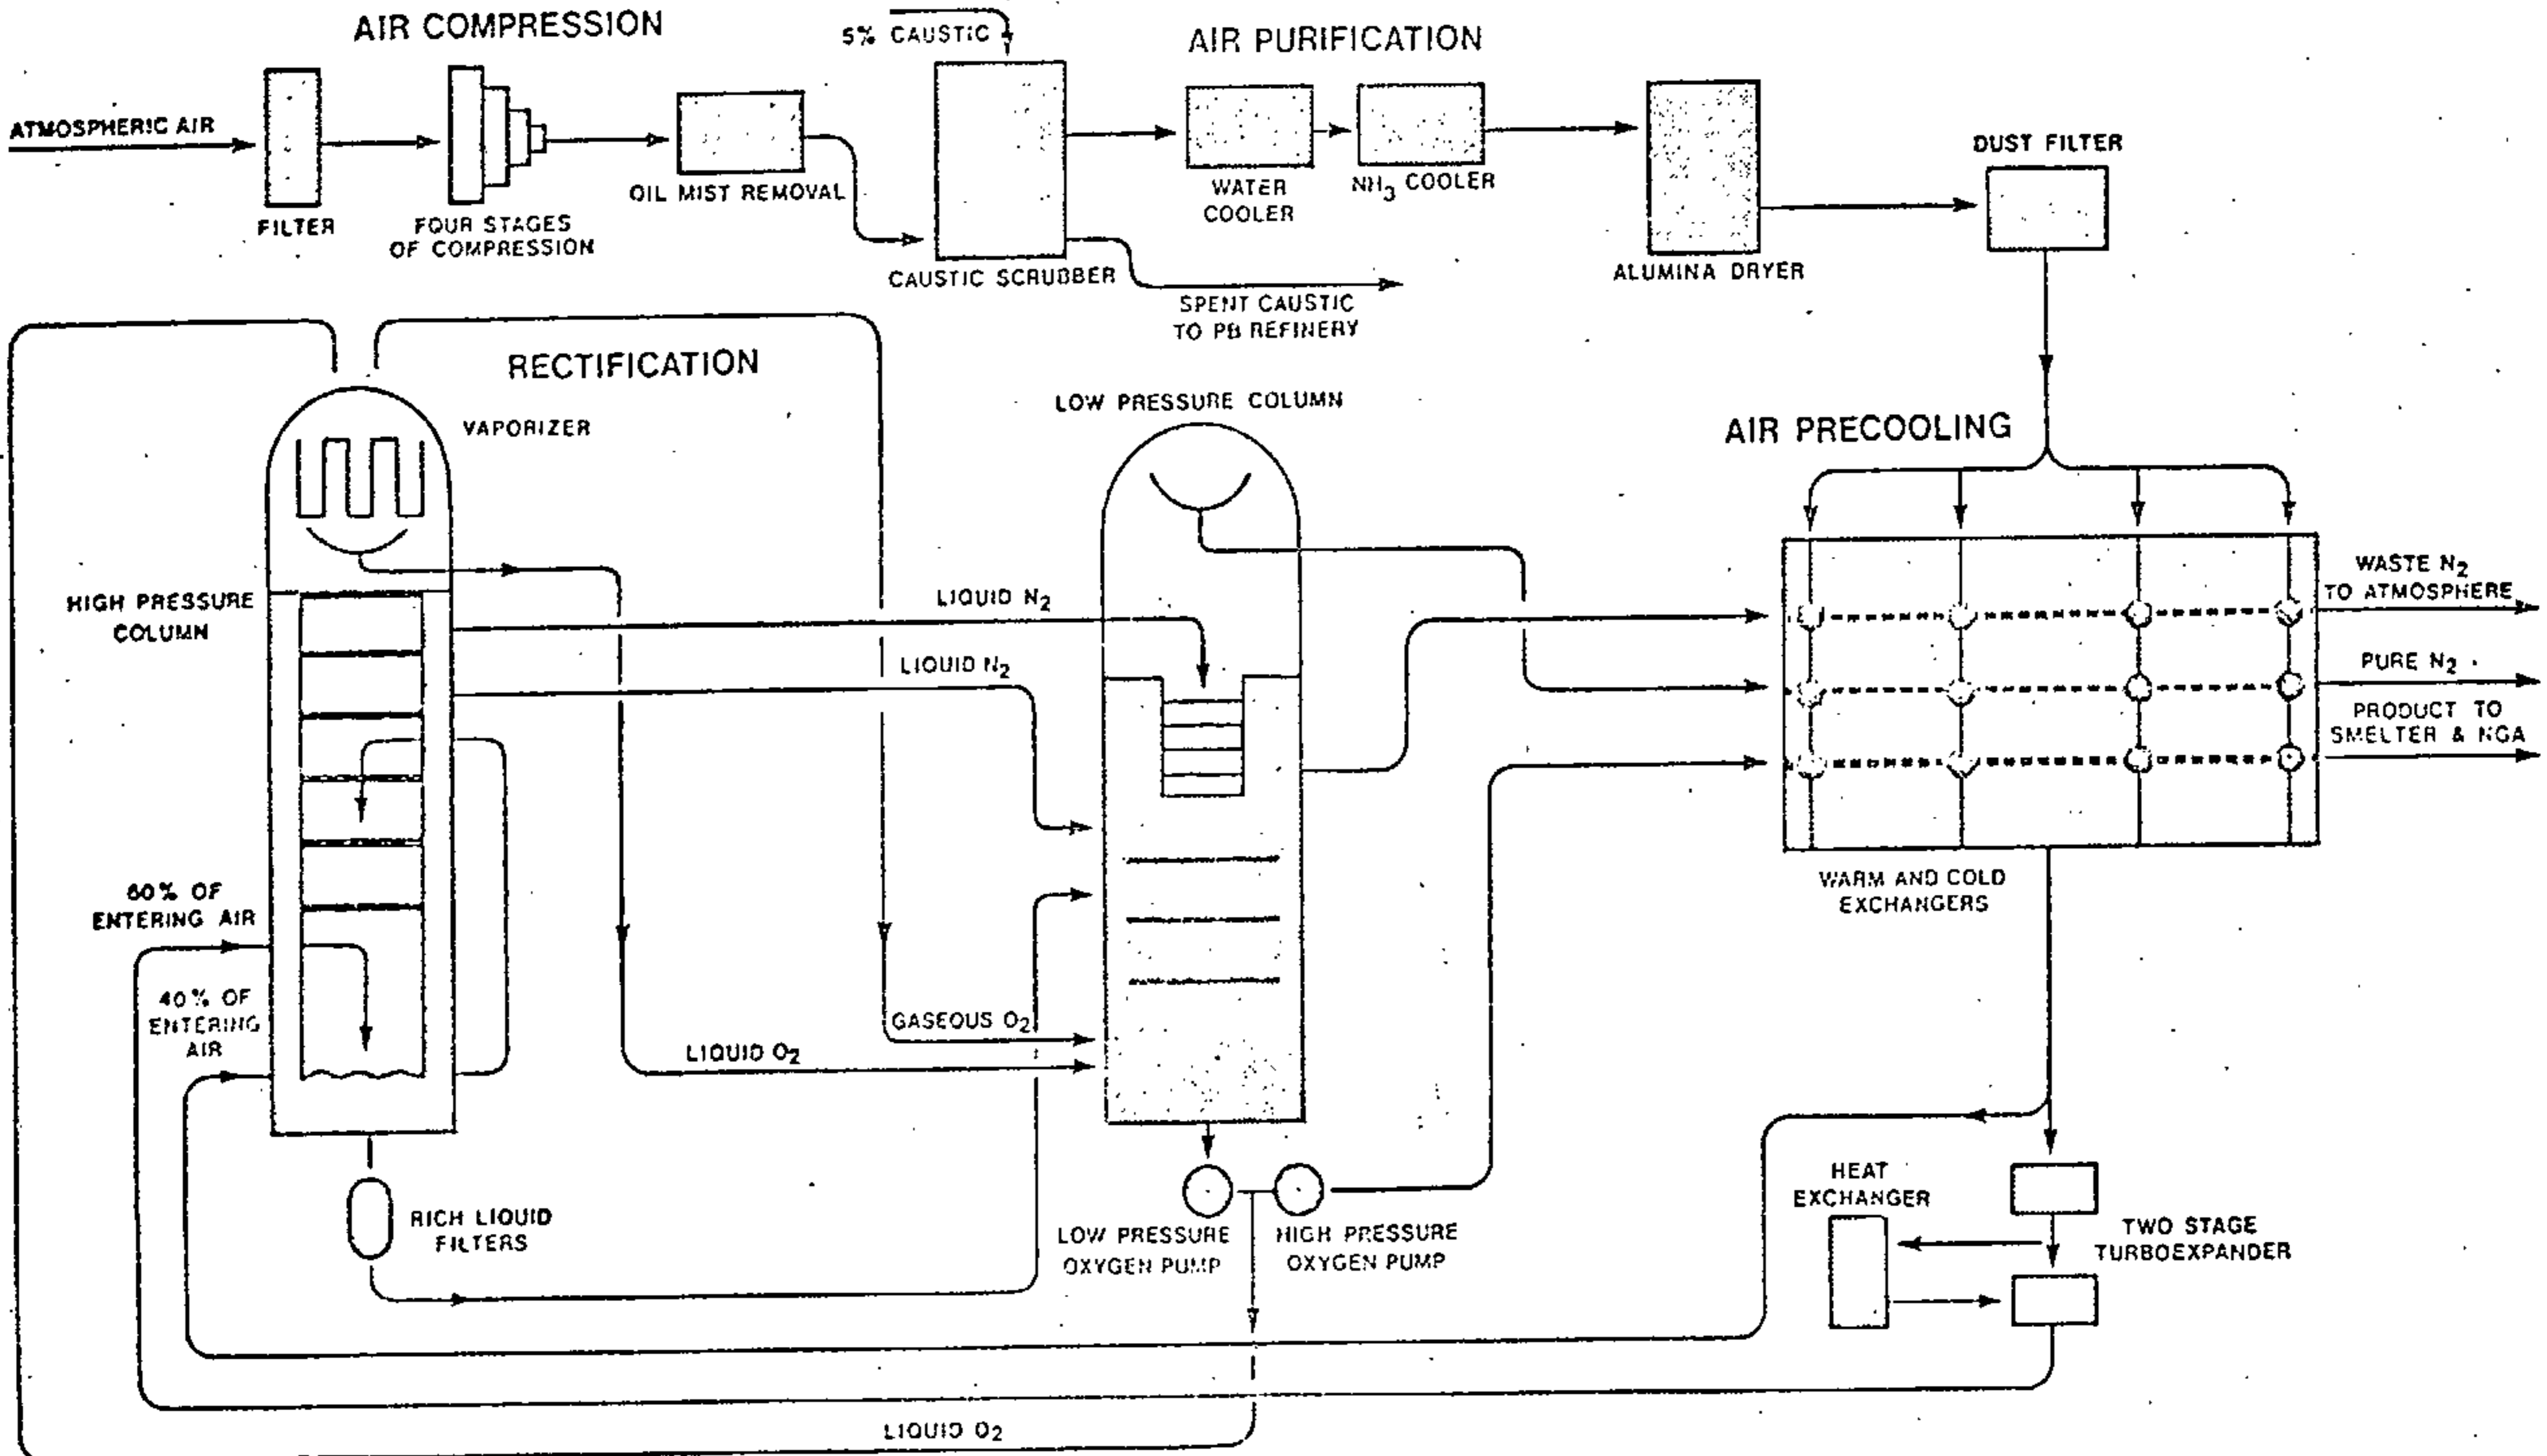 AIR COMPRESSION
5% CAUSTIC
AIR PURIFICATION
ATMOSPHERIC AIR
FILTER
FOUR STAGES
OF COMPRESSION
OIL MIST REMOVAL
CAUSTIC SCRUBBER
WATER
COOLER
NH3 COOLER
ALUMINA DRYER
DUST FILTER
SPENT CAUSTIC
TO PB REFINERY
RECTIFICATION
VAPORIZER
LOW PRESSURE COLUMN
AIR PRECOOLING
HIGH PRESSURE
COLUMN
LIQUID N2
LIQUID N2
WASTE N2
TO ATMOSPHERE
PURE N2
PRODUCT TO
SMELTER & NGA
WARM AND COLD
EXCHANGERS
60% OF
ENTERING AIR
40% OF
ENTERING
AIR
GASEOUS O2
LIQUID O2
RICH LIQUID
FILTERS
LOW PRESSURE
OXYGEN PUMP
HIGH PRESSURE
OXYGEN PUMP
HEAT
EXCHANGER
TWO STAGE
TURBOEXPANDER
LIQUID O2